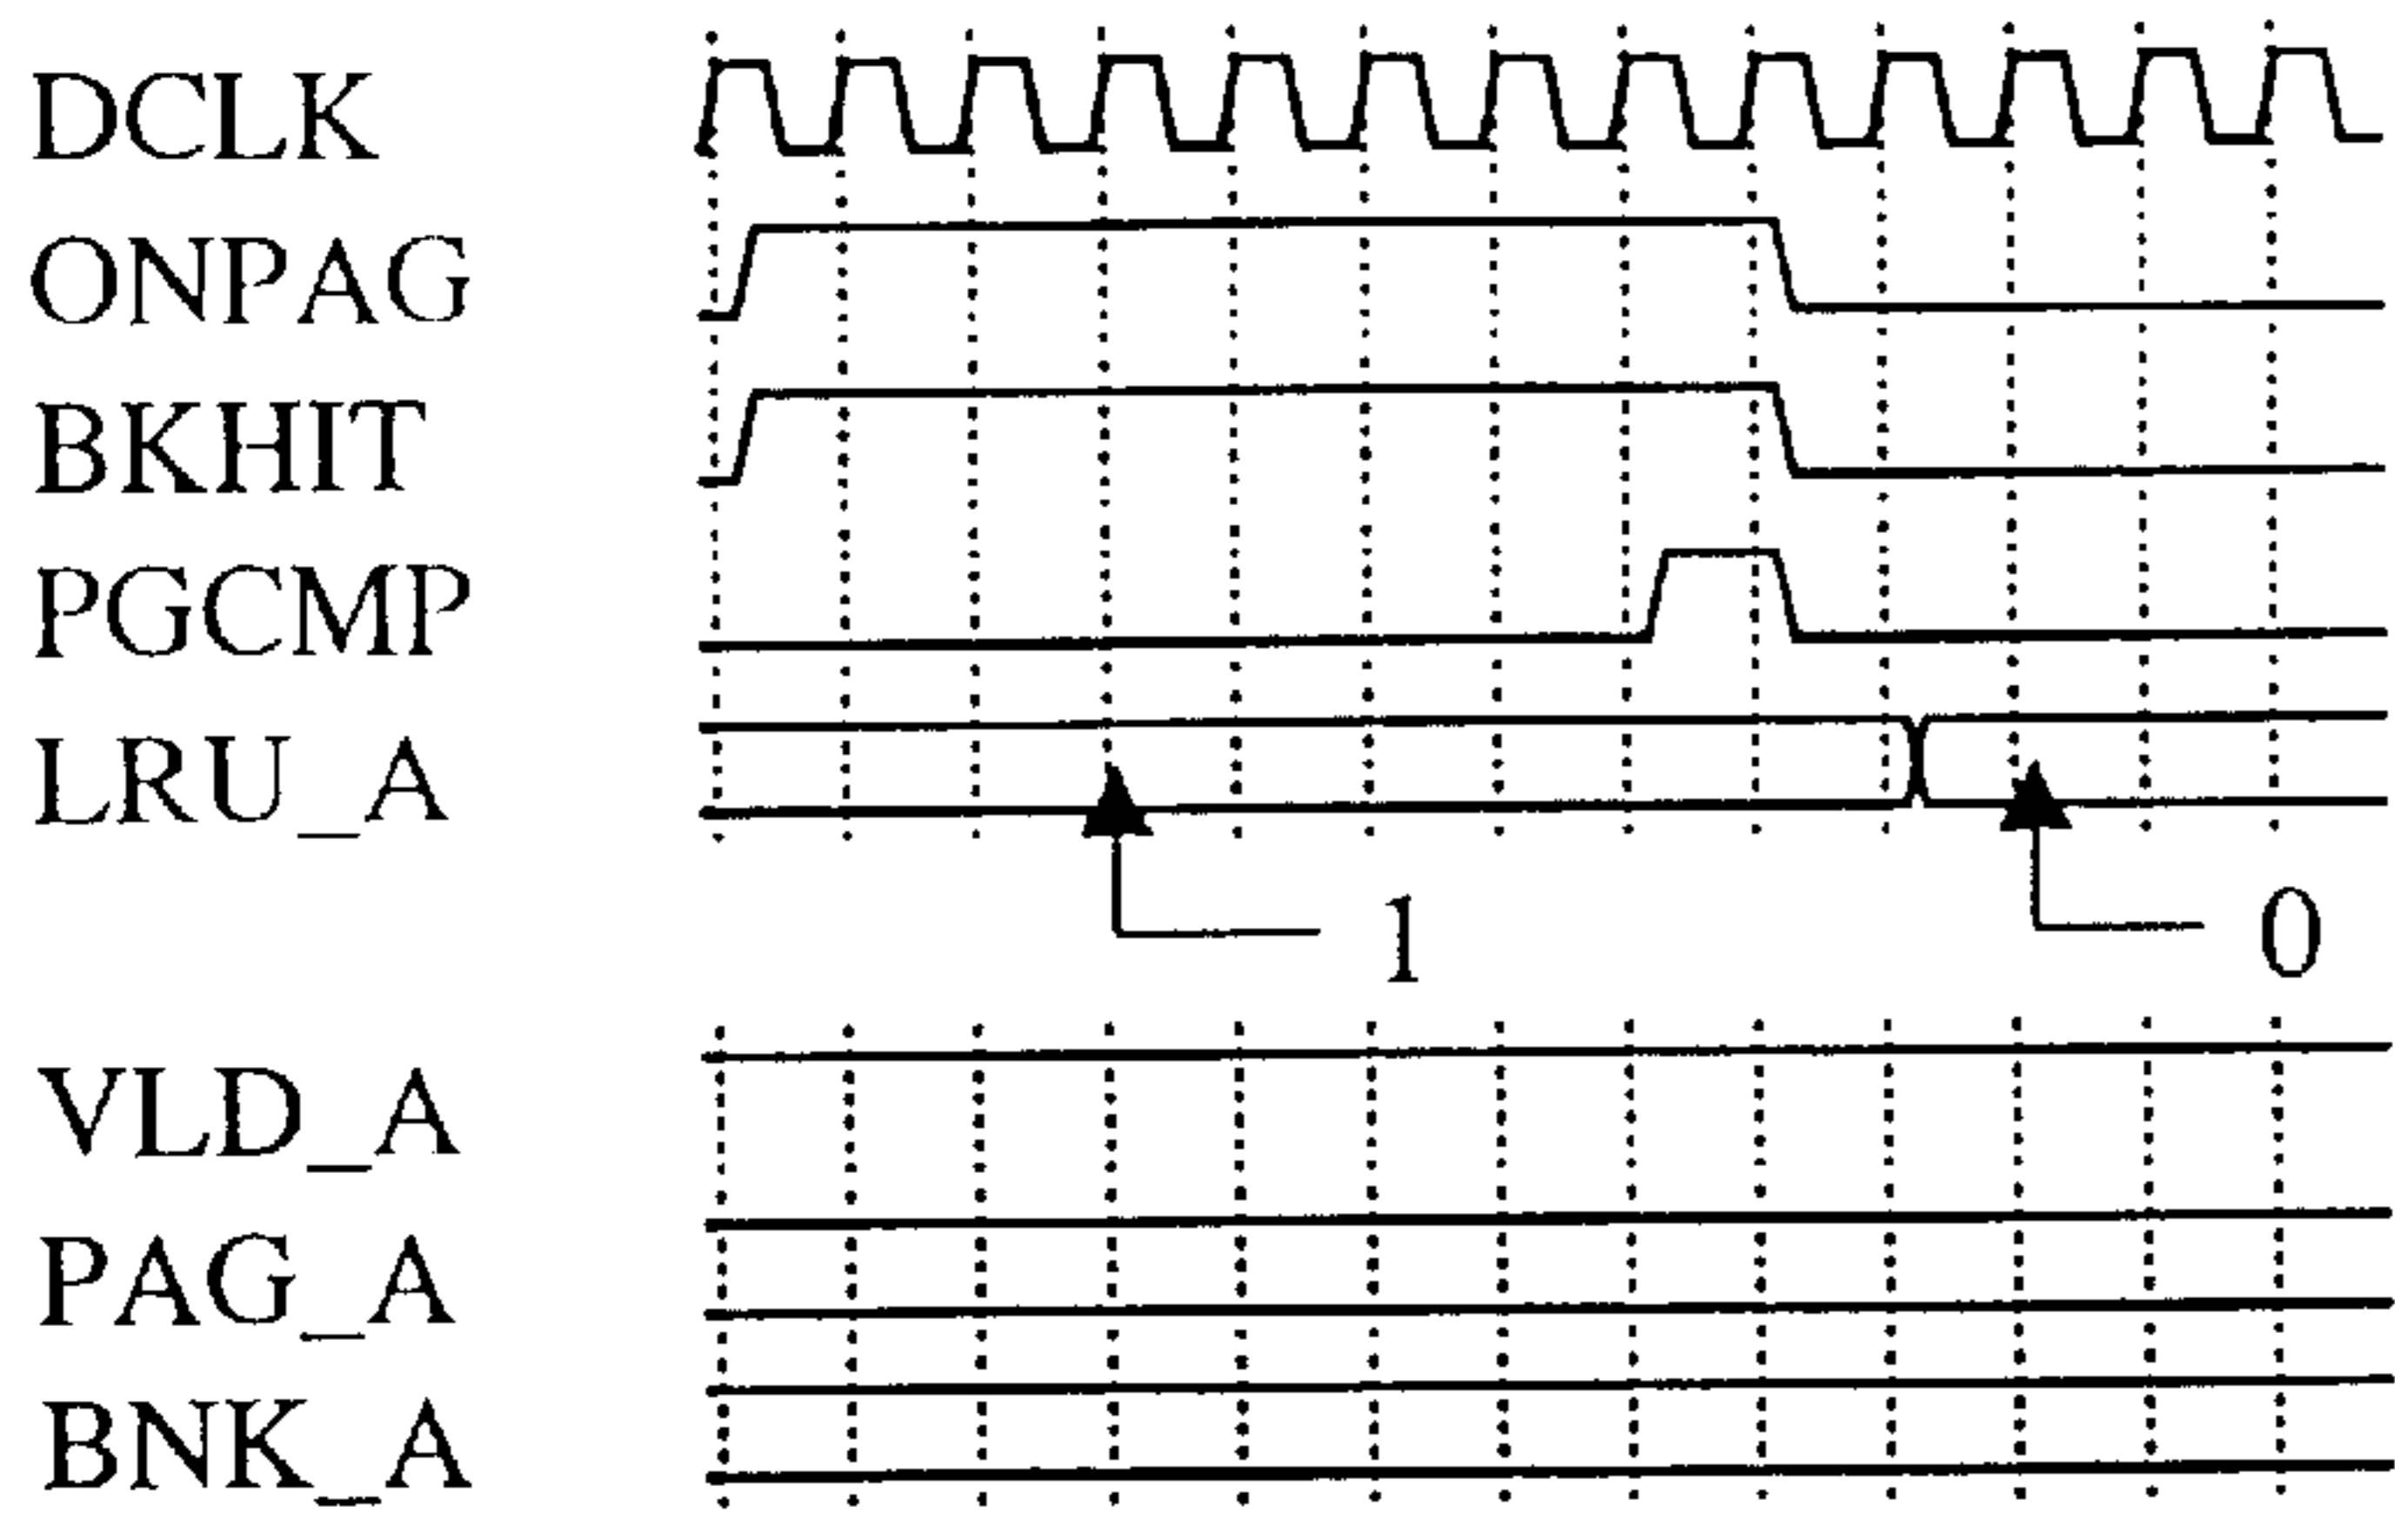 DCLK
ONPAG
BKHIT
PGCMP
LRU_A
1 0
VLD_A
PAG_A
BNK_A